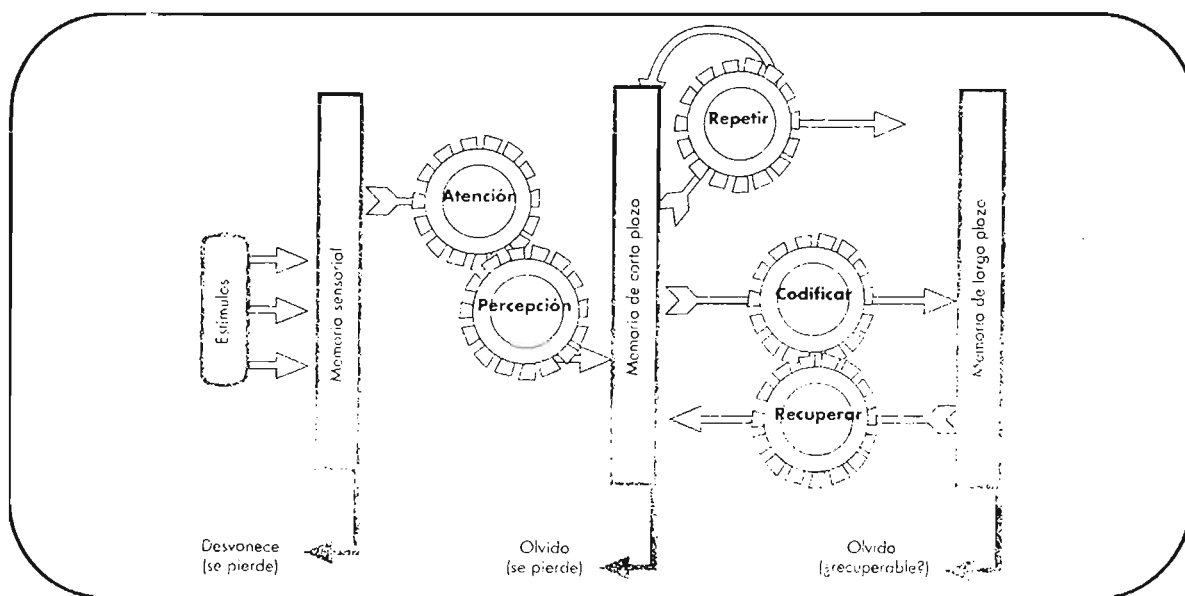 Repetir
Atención
Percepción
Codificar
Recuperar
Estímulos
Memoria sensorial
Memoria de corto plazo
Memoria de largo plazo
Desvanece
(se pierde)
Olvido
(se pierde)
Olvido
(¿recuperable?)